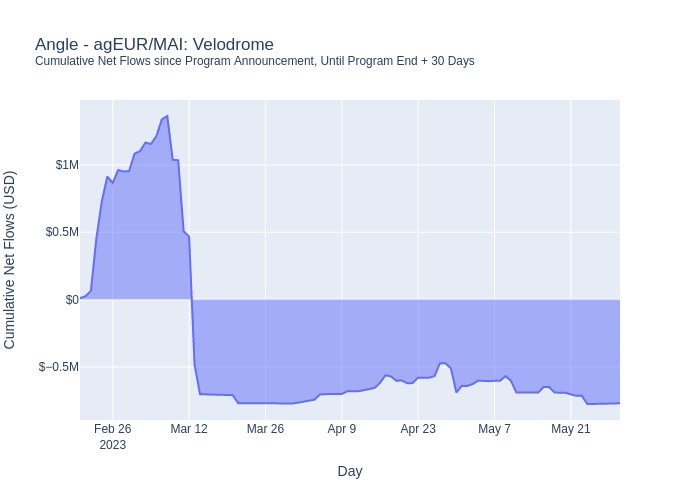 Angle - agEUR/MAI: Velodrome
Cumulative Net Flows since Program Announcement, Until Program End + 30 Days
Cumulative Net Flows (USD)
$1M
$0.5M
$0
$−0.5M
Feb 26
2023
Mar 12
Mar 26
Apr 9
Apr 23
May 7
May 21
Day